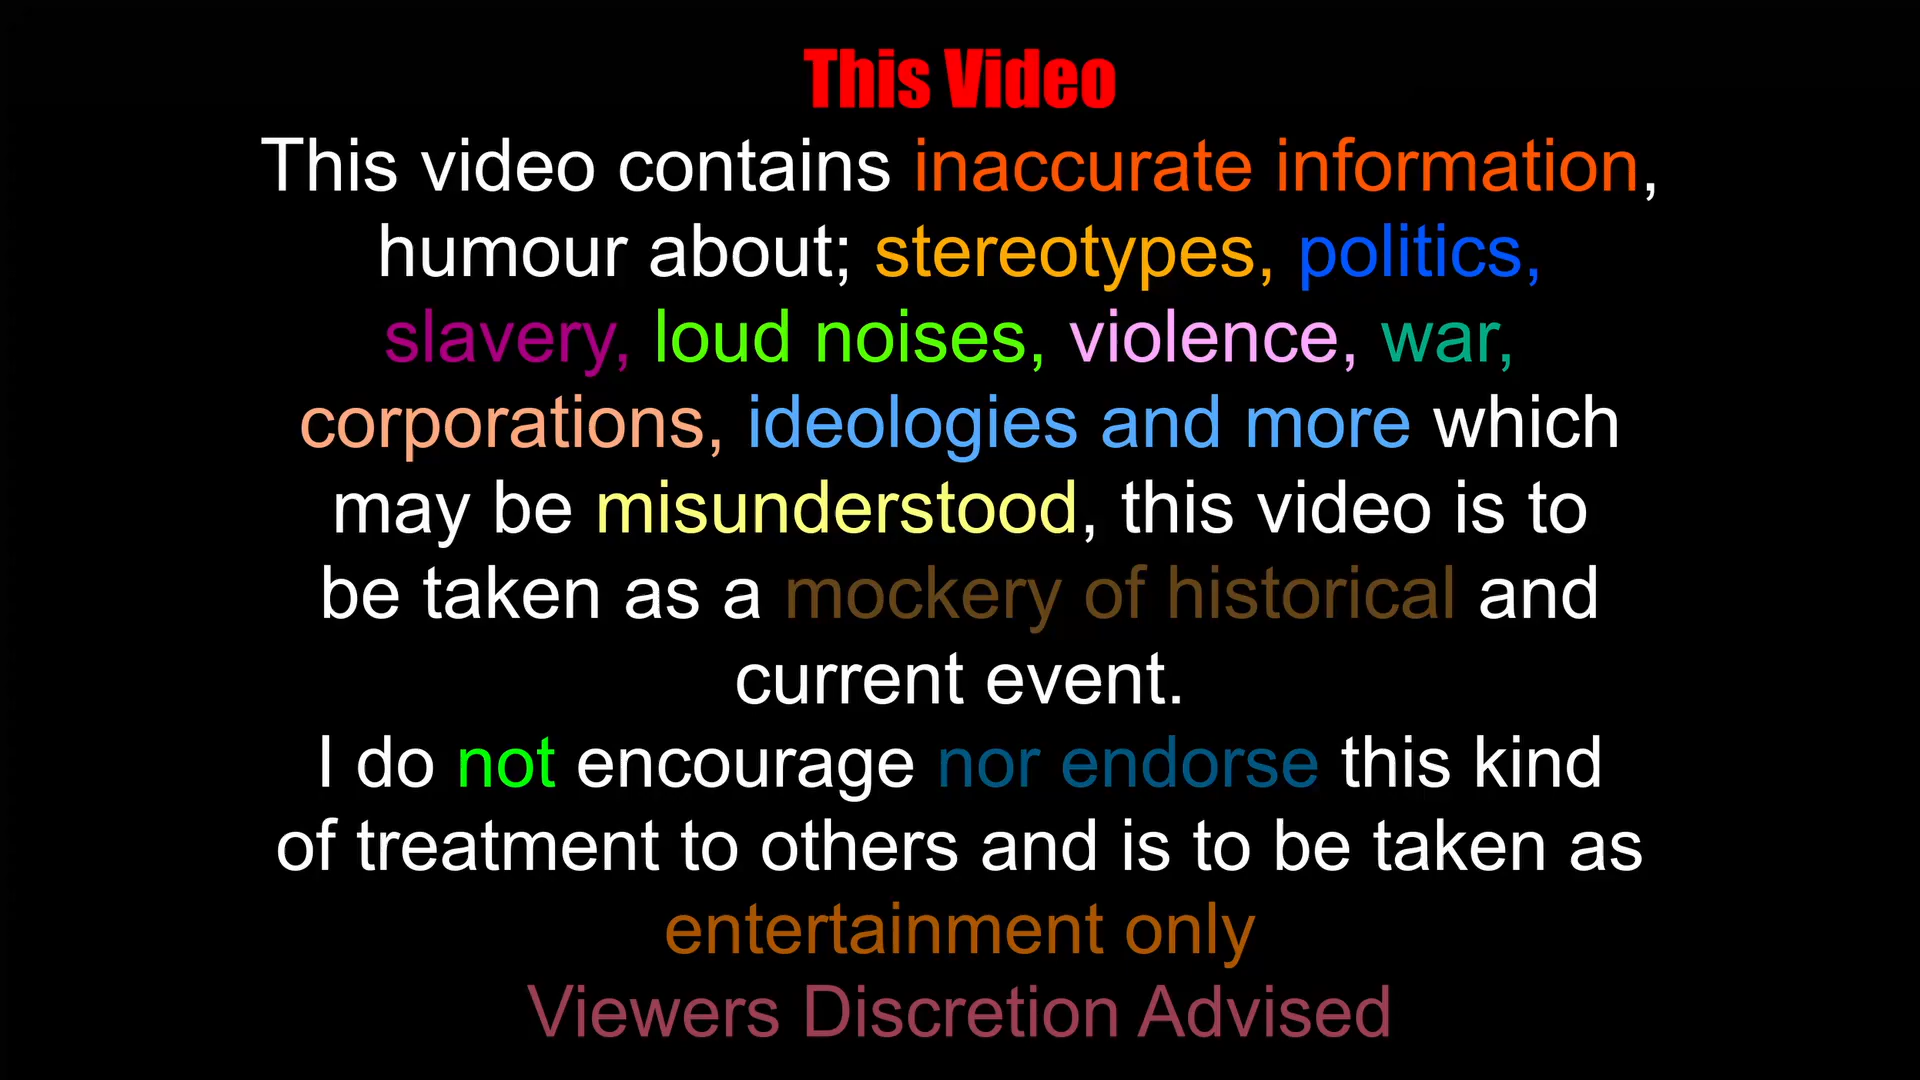 This Video
This video contains inaccurate information,
humour about; stereotypes, politics,
slavery, loud noises, violence, war,
corporations, ideologies and more which
may be misunderstood, this video is to
be taken as a mockery of historical and
current event.
I do not encourage nor endorse this kind
of treatment to others and is to be taken as
entertainment only
Viewers Discretion Advised